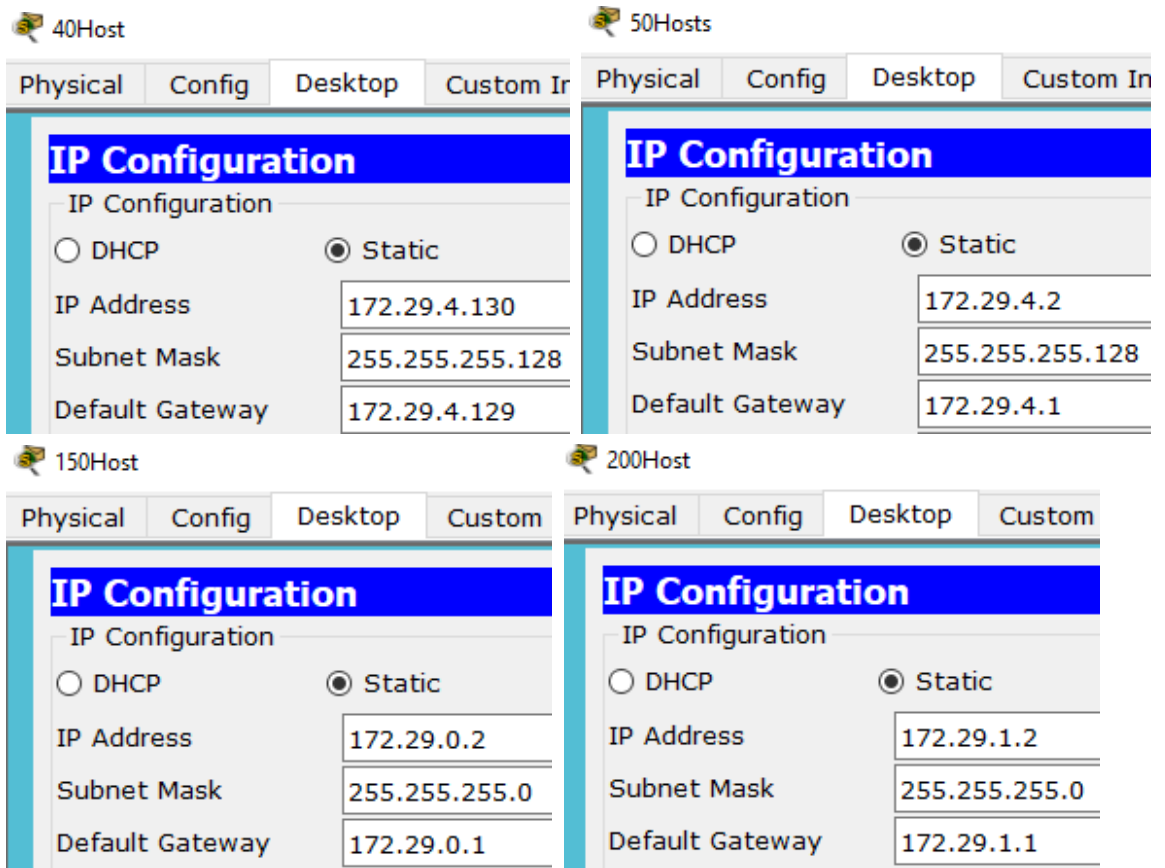 40Host
Physical Config Desktop Custom In
IP Configuration
IP Configuration
DHCP Static
IP Address 172.29.4.130
Subnet Mask 255.255.255.128
Default Gateway 172.29.4.129
50Hosts
Physical Config Desktop Custom In
IP Configuration
IP Configuration
DHCP Static
IP Address 172.29.4.2
Subnet Mask 255.255.255.128
Default Gateway 172.29.4.1
150Host
Physical Config Desktop Custom
IP Configuration
IP Configuration
DHCP Static
IP Address 172.29.0.2
Subnet Mask 255.255.255.0
Default Gateway 172.29.0.1
200Host
Physical Config Desktop Custom
IP Configuration
IP Configuration
DHCP Static
IP Address 172.29.1.2
Subnet Mask 255.255.255.0
Default Gateway 172.29.1.1